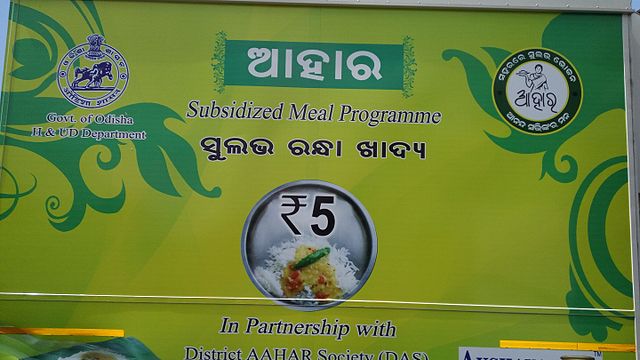 ଆହାର
Subsidized Meal Programme
ସୁଲଭ ରନ୍ଧା ଖାଦ୍ୟ
Govt. of Odisha
H & UD Department
ଆହାର
₹5
In Partnership with
District AAHAR Society (DAS)